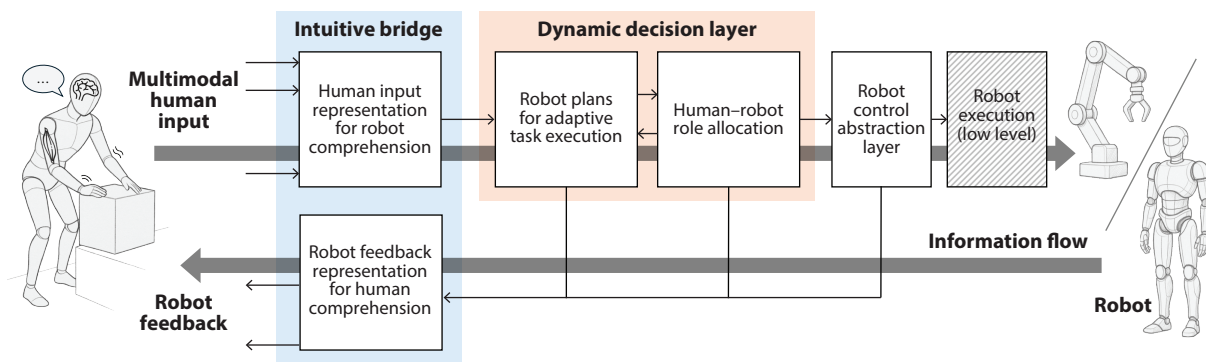 Intuitive bridge
Dynamic decision layer
...
Multimodal
human
input
Human input
representation
for robot
comprehension
Robot plans
for adaptive
task execution
Human–robot
role allocation
Robot
control
abstraction
layer
Robot
execution
(low level)
Robot feedback
representation
for human
comprehension
Information flow
Robot
feedback
Robot